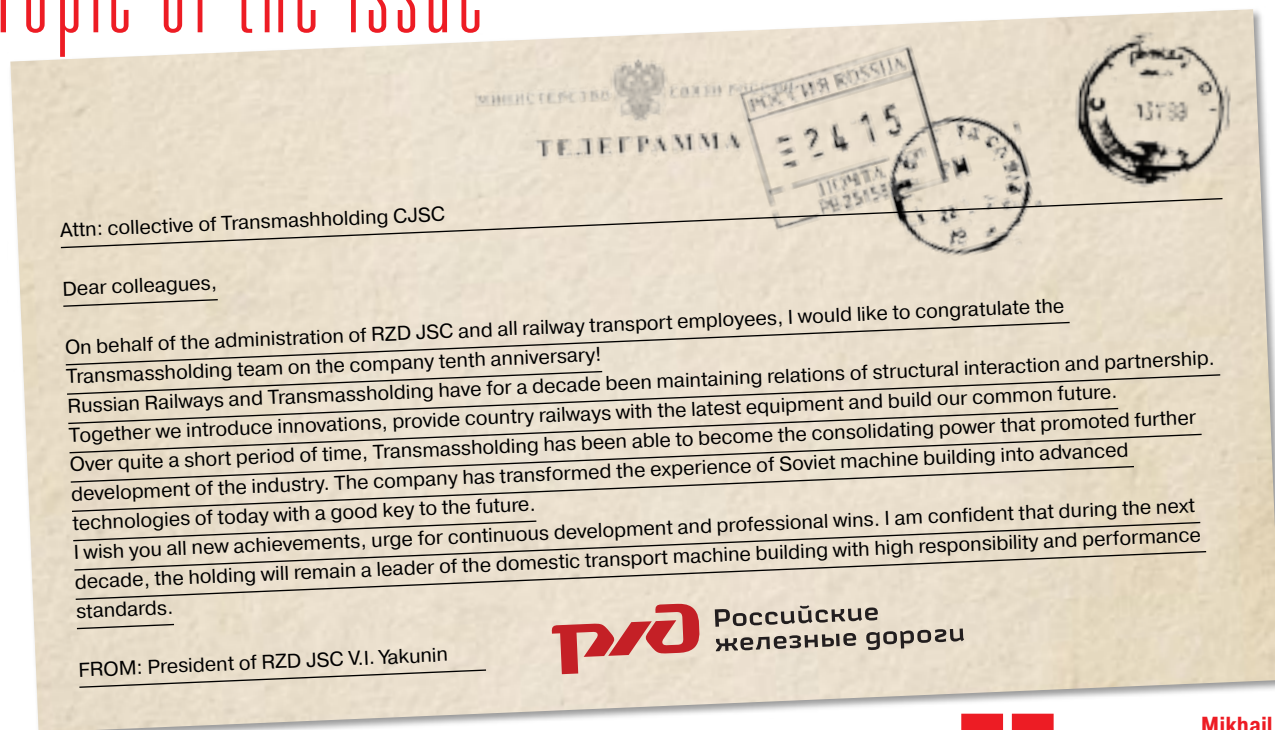 Topic of the issue
МИНИСТЕРСТВО СВЯЗИ РОССИИ
ТЕЛЕГРАММА
РОССИЯ ROSSIJA
2415
ПОЧТА
Attn: collective of Transmashholding CJSC
Dear colleagues,
On behalf of the administration of RZD JSC and all railway transport employees, I would like to congratulate the
Transmassholding team on the company tenth anniversary!
Russian Railways and Transmassholding have for a decade been maintaining relations of structural interaction and partnership.
Together we introduce innovations, provide country railways with the latest equipment and build our common future.
Over quite a short period of time, Transmassholding has been able to become the consolidating power that promoted further
development of the industry. The company has transformed the experience of Soviet machine building into advanced
technologies of today with a good key to the future.
I wish you all new achievements, urge for continuous development and professional wins. I am confident that during the next
decade, the holding will remain a leader of the domestic transport machine building with high responsibility and performance
standards.
FROM: President of RZD JSC V.I. Yakunin
Российские
железные дороги
Mikhail